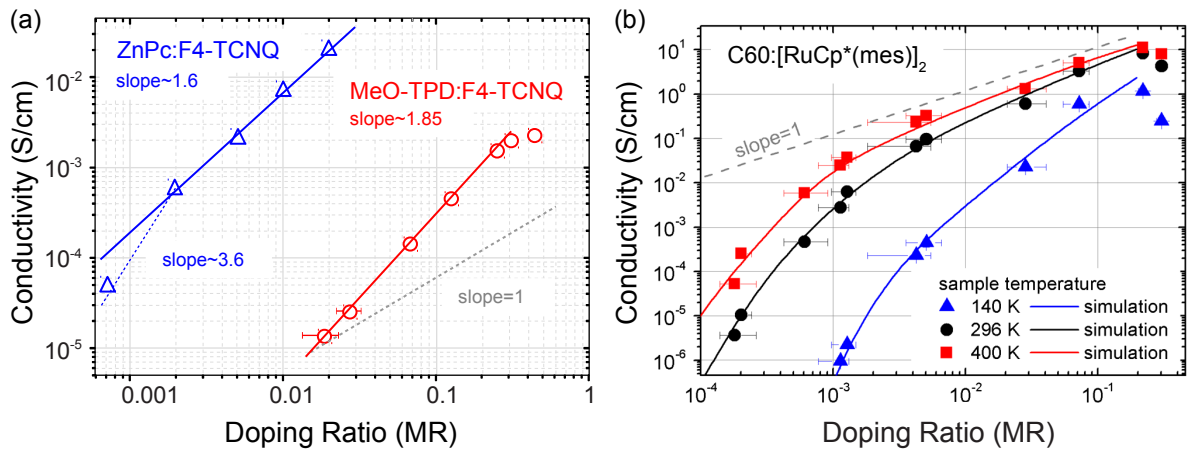 (a)
ZnPc:F4-TCNQ
slope~1.6
MeO-TPD:F4-TCNQ
slope~1.85
slope~3.6
slope=1
Conductivity (S/cm)
10⁻²
10⁻³
10⁻⁴
10⁻⁵
0.001
0.01
0.1
1
Doping Ratio (MR)
(b)
C60:[RuCp*(mes)]₂
slope=1
sample temperature
140 K simulation
296 K simulation
400 K simulation
Conductivity (S/cm)
10¹
10⁰
10⁻¹
10⁻²
10⁻³
10⁻⁴
10⁻⁵
10⁻⁶
10⁻⁴
10⁻³
10⁻²
10⁻¹
Doping Ratio (MR)